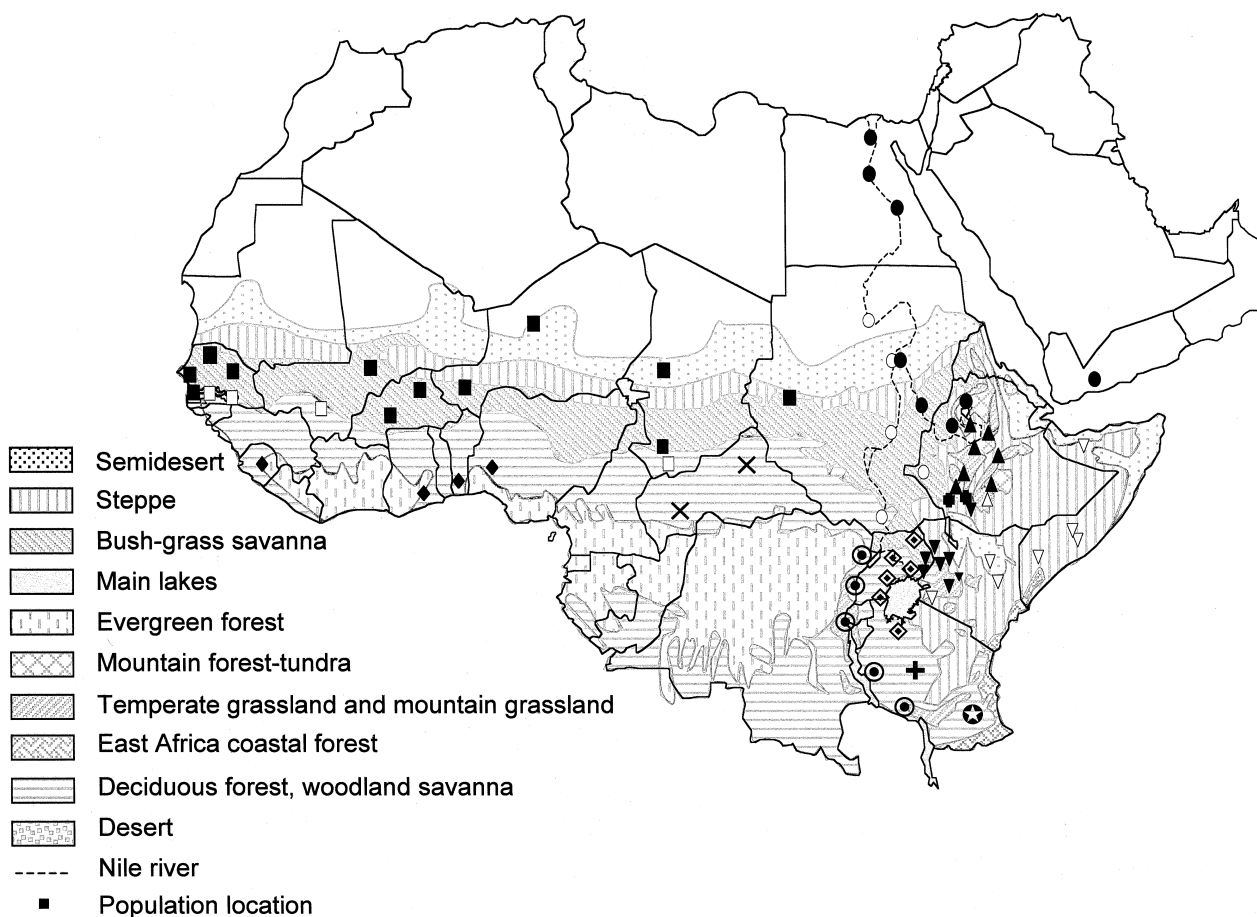 Semidesert
Steppe
Bush-grass savanna
Main lakes
Evergreen forest
Mountain forest-tundra
Temperate grassland and mountain grassland
East Africa coastal forest
Deciduous forest, woodland savanna
Desert
Nile river
Population location